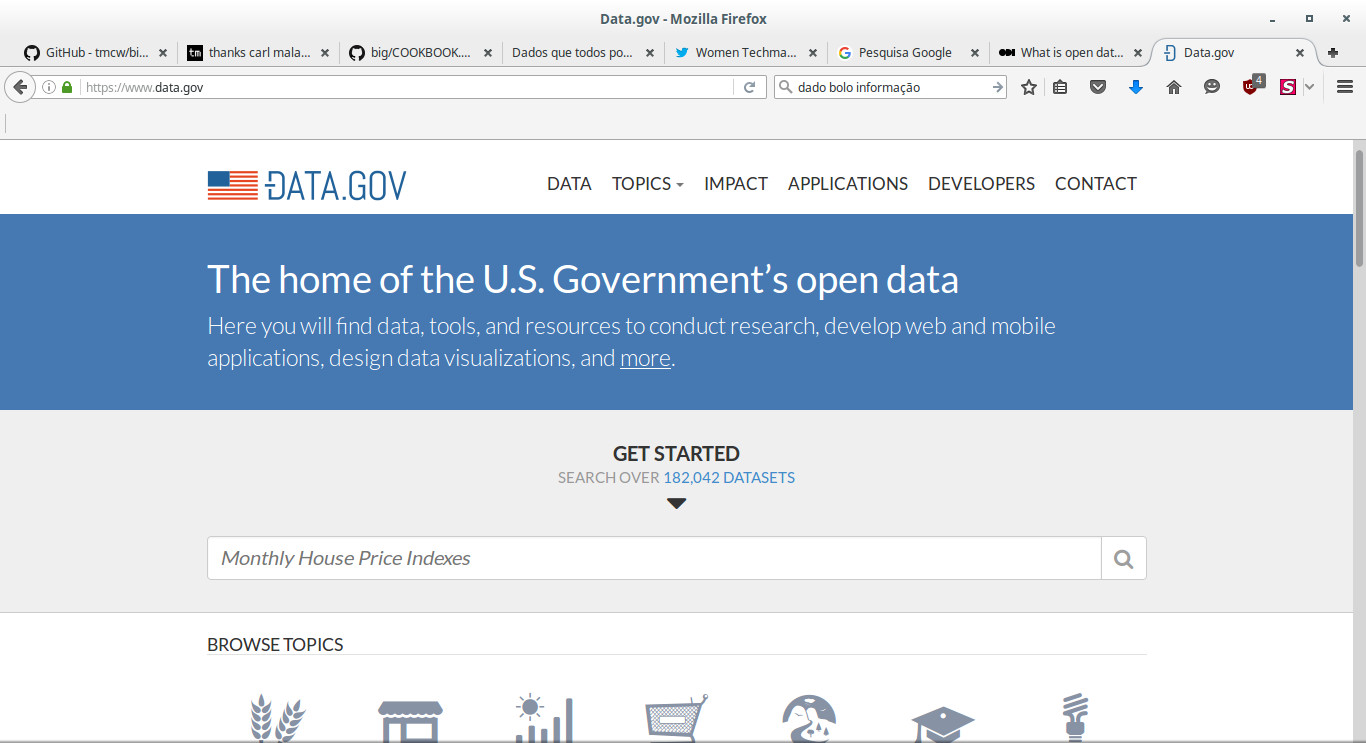 Data.gov - Mozilla Firefox
GitHub - tmcw/bi...
tm
thanks carl mala...
big/COOKBOOK....
Dados que todos po...
Women Techma...
Pesquisa Google
What is open dat...
Data.gov
https://www.data.gov
dado bolo informação
4
S
DATA.GOV
DATA
TOPICS
IMPACT
APPLICATIONS
DEVELOPERS
CONTACT
The home of the U.S. Government’s open data
Here you will find data, tools, and resources to conduct research, develop web and mobile
applications, design data visualizations, and more.
GET STARTED
SEARCH OVER 182,042 DATASETS
Monthly House Price Indexes
BROWSE TOPICS